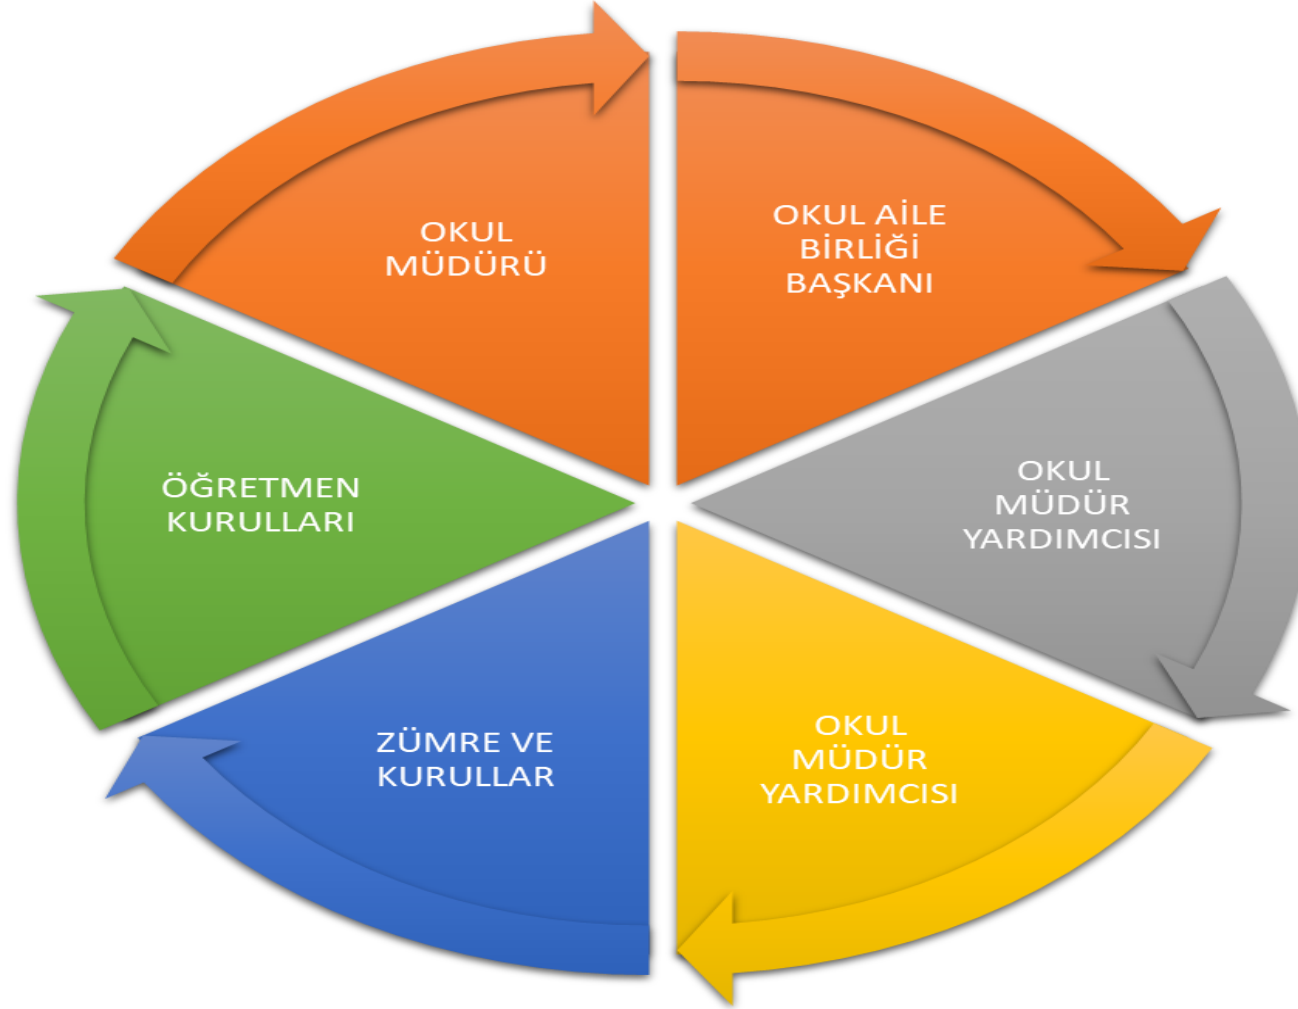 OKUL
MÜDÜRÜ
OKUL AİLE
BİRLİĞİ
BAŞKANI
OKUL
MÜDÜR
YARDIMCISI
OKUL
MÜDÜR
YARDIMCISI
ZÜMRE VE
KURULLAR
ÖĞRETMEN
KURULLARI